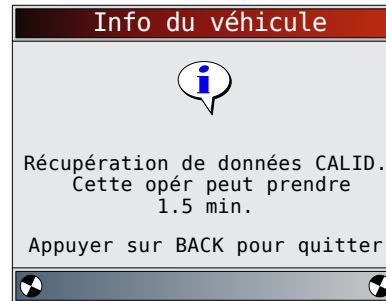 Info du véhicule
Récupération de données CALID.
Cette opér peut prendre
1.5 min.
Appuyer sur BACK pour quitter